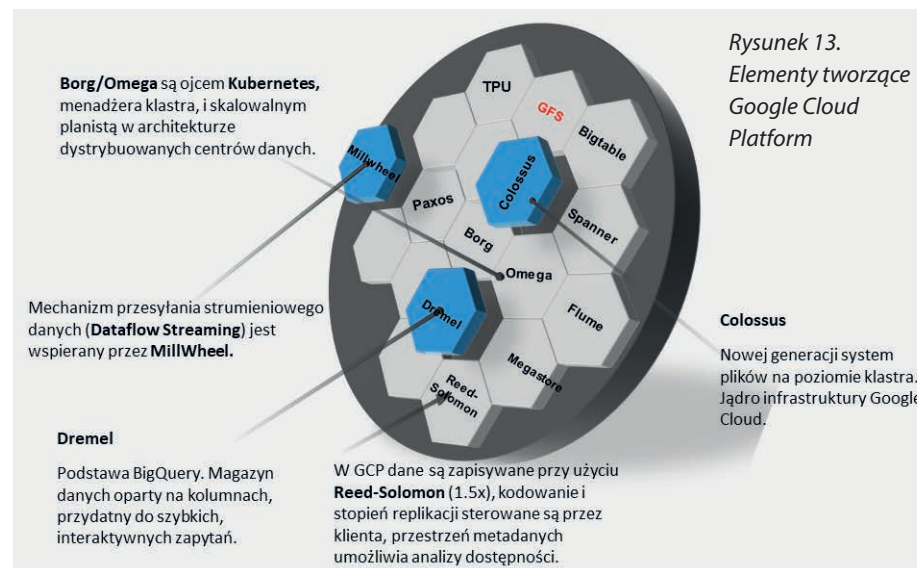 Rysunek 13.
Elementy tworzące
Google Cloud
Platform
Borg/Omega są ojcem Kubernetes,
menadżera klastra, i skalowalnym
planistą w architekturze
dystrybuowanych centrów danych.
TPU
GFS
Bigtable
Millwheel
Colossus
Paxos
Spanner
Borg
Omega
Dremel
Flume
Megastore
Reed-
Solomon
Mechanizm przesyłania strumieniowego
danych (Dataflow Streaming) jest
wspierany przez MillWheel.
Colossus
Nowej generacji system
plików na poziomie klastra.
Jądro infrastruktury Google
Cloud.
Dremel
Podstawa BigQuery. Magazyn
danych oparty na kolumnach,
przydatny do szybkich,
interaktywnych zapytań.
W GCP dane są zapisywane przy użyciu
Reed-Solomon (1.5x), kodowanie i
stopień replikacji sterowane są przez
klienta, przestrzeń metadanych
umożliwia analizy dostępności.